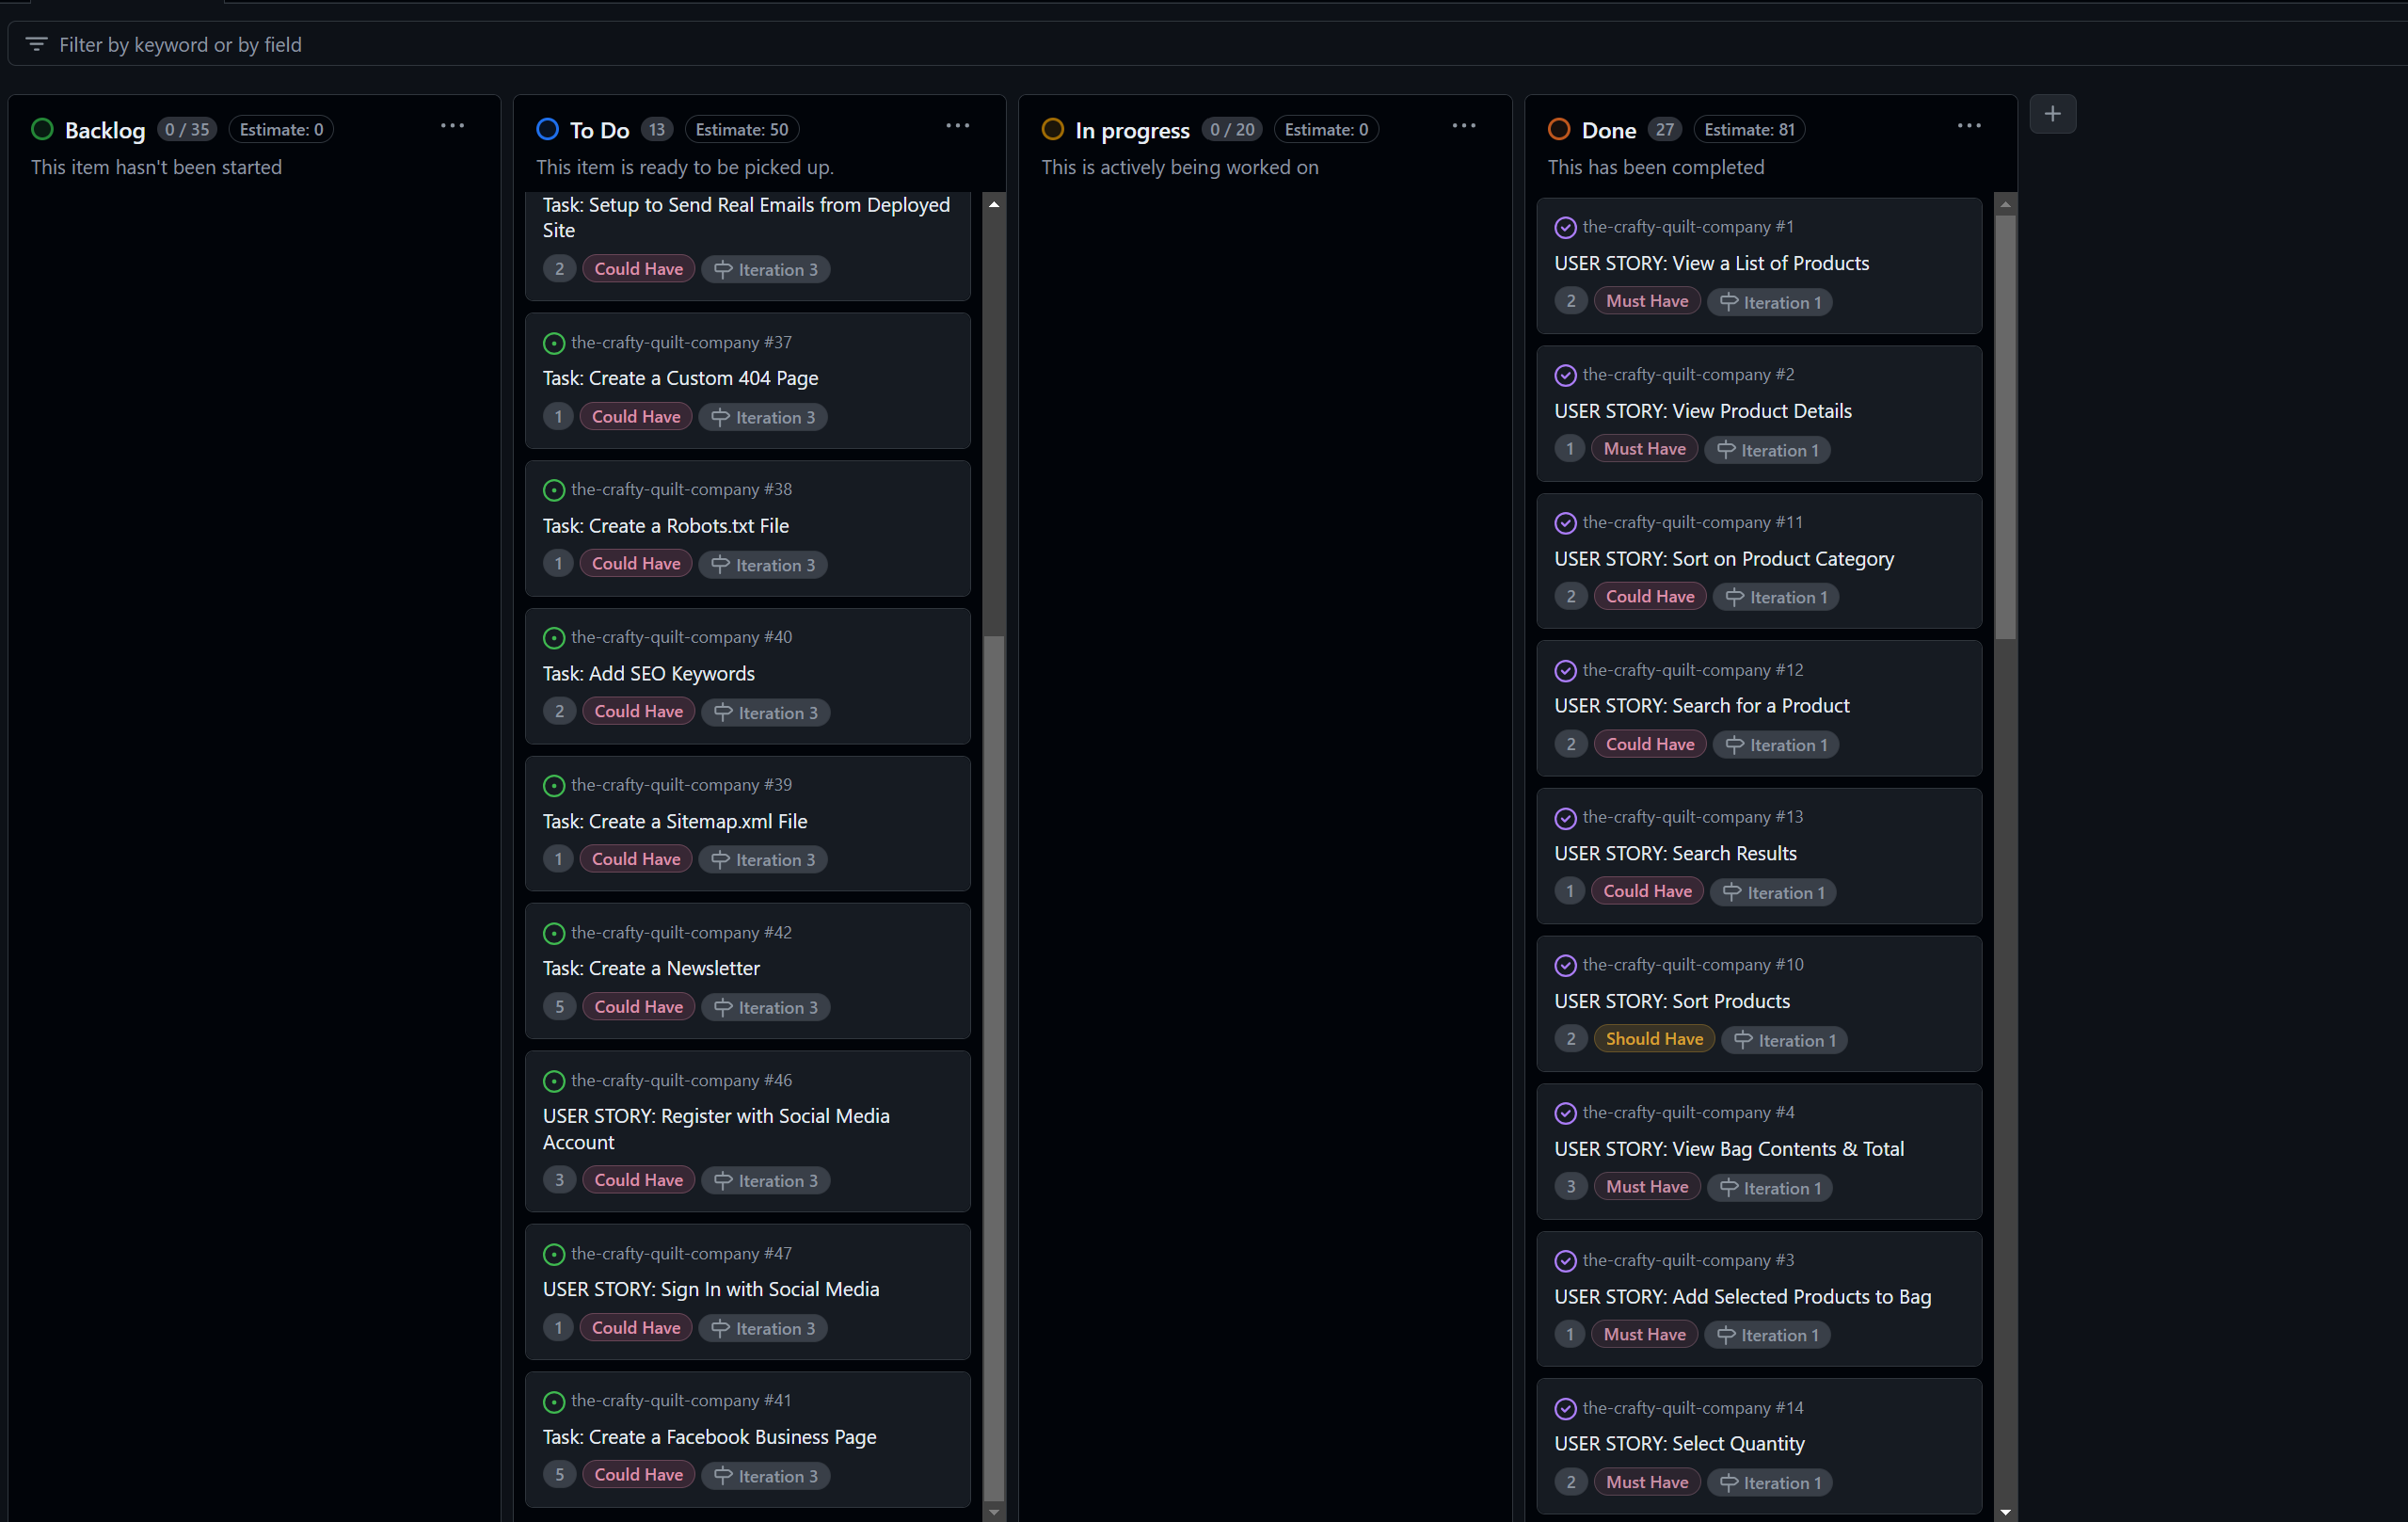 Filter by keyword or by field
Backlog 0 / 35 Estimate: 0
This item hasn't been started
To Do 13 Estimate: 50
This item is ready to be picked up.
Task: Setup to Send Real Emails from Deployed
Site
2 Could Have Iteration 3
the-crafty-quilt-company #37
Task: Create a Custom 404 Page
1 Could Have Iteration 3
the-crafty-quilt-company #38
Task: Create a Robots.txt File
1 Could Have Iteration 3
the-crafty-quilt-company #40
Task: Add SEO Keywords
2 Could Have Iteration 3
the-crafty-quilt-company #39
Task: Create a Sitemap.xml File
1 Could Have Iteration 3
the-crafty-quilt-company #42
Task: Create a Newsletter
5 Could Have Iteration 3
the-crafty-quilt-company #46
USER STORY: Register with Social Media
Account
3 Could Have Iteration 3
the-crafty-quilt-company #47
USER STORY: Sign In with Social Media
1 Could Have Iteration 3
the-crafty-quilt-company #41
Task: Create a Facebook Business Page
5 Could Have Iteration 3
In progress 0 / 20 Estimate: 0
This is actively being worked on
Done 27 Estimate: 81
This has been completed
the-crafty-quilt-company #1
USER STORY: View a List of Products
2 Must Have Iteration 1
the-crafty-quilt-company #2
USER STORY: View Product Details
1 Must Have Iteration 1
the-crafty-quilt-company #11
USER STORY: Sort on Product Category
2 Could Have Iteration 1
the-crafty-quilt-company #12
USER STORY: Search for a Product
2 Could Have Iteration 1
the-crafty-quilt-company #13
USER STORY: Search Results
1 Could Have Iteration 1
the-crafty-quilt-company #10
USER STORY: Sort Products
2 Should Have Iteration 1
the-crafty-quilt-company #4
USER STORY: View Bag Contents & Total
3 Must Have Iteration 1
the-crafty-quilt-company #3
USER STORY: Add Selected Products to Bag
1 Must Have Iteration 1
the-crafty-quilt-company #14
USER STORY: Select Quantity
2 Must Have Iteration 1